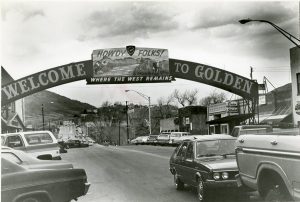 HOWDY FOLKS!
WELCOME TO GOLDEN
WHERE THE WEST REMAINS